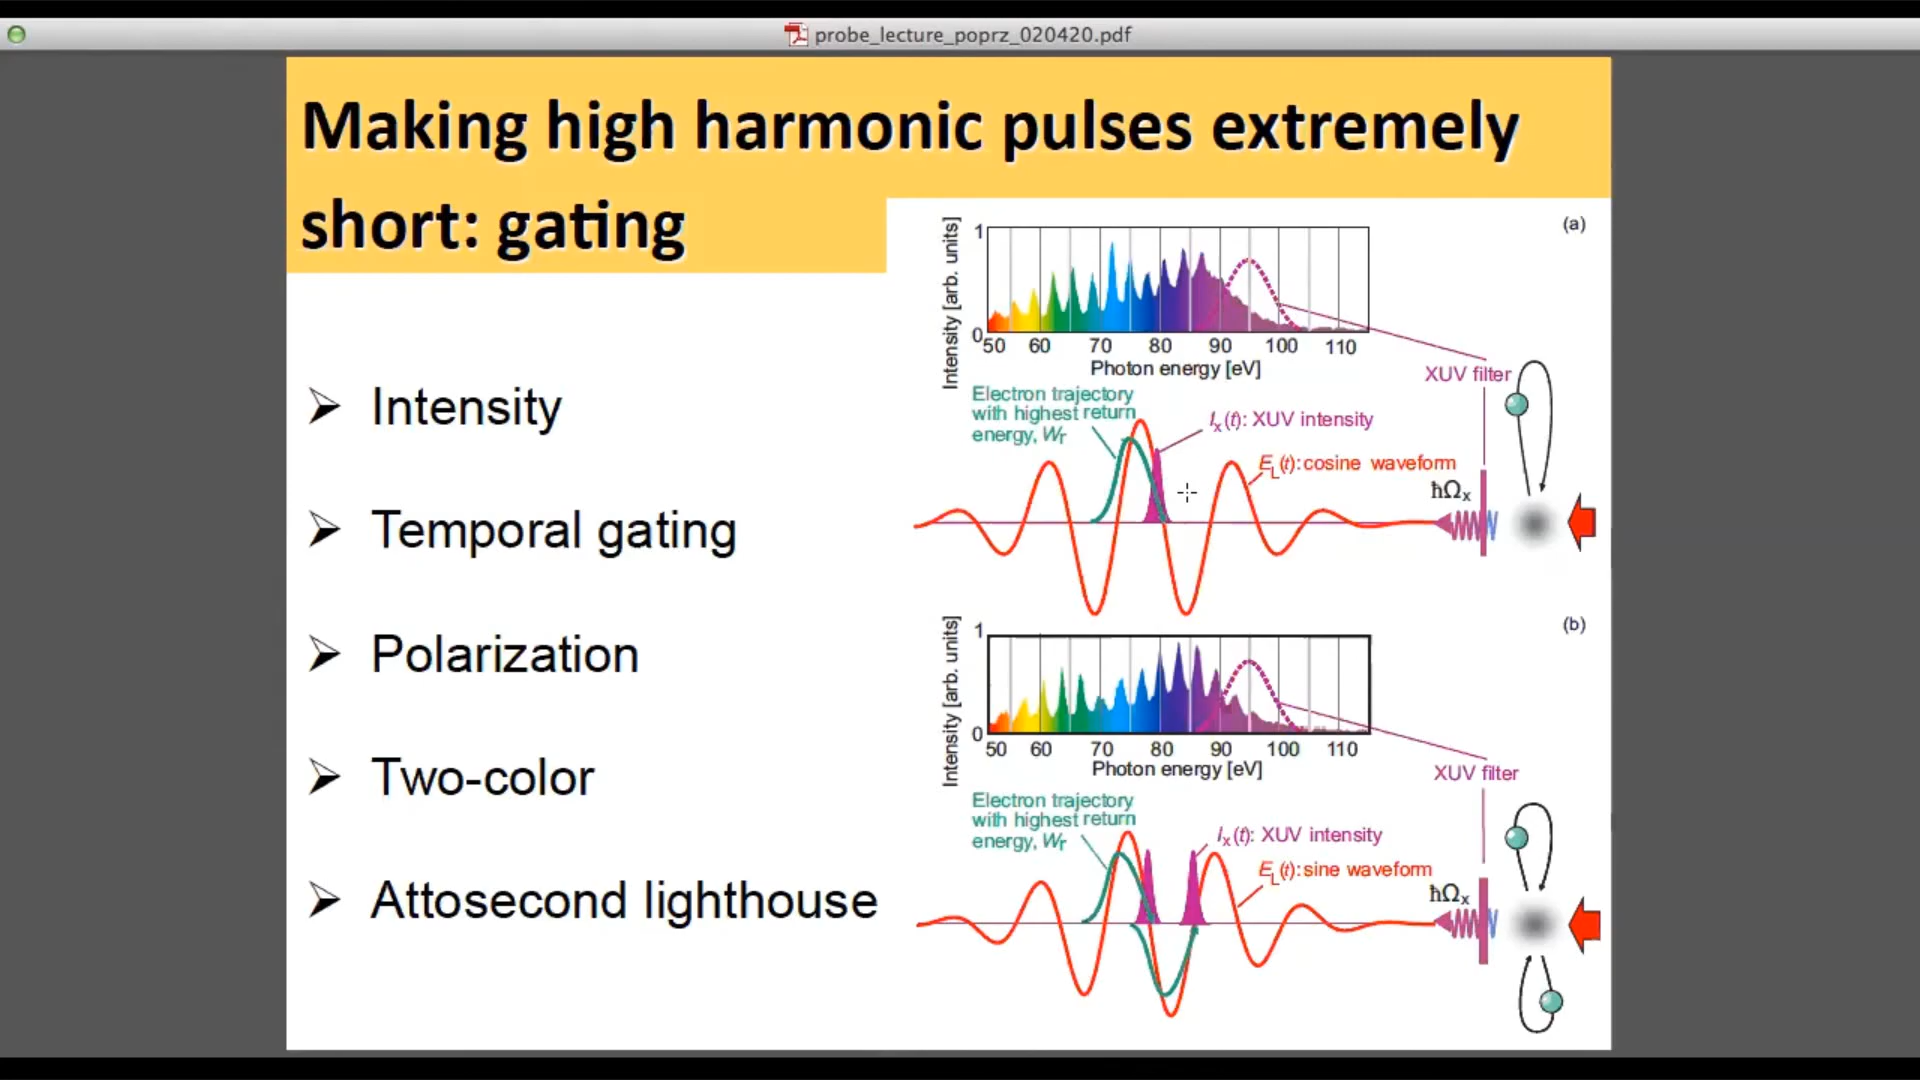 probe_lecture_poprz_020420.pdf
Making high harmonic pulses extremely
short: gating
➢ Intensity
➢ Temporal gating
➢ Polarization
➢ Two-color
➢ Attosecond lighthouse
(a)
Intensity [arb. units]
1
0
50 60 70 80 90 100 110
Photon energy [eV]
XUV filter
Electron trajectory
with highest return
energy, Wr
Ix(t): XUV intensity
EL(t): cosine waveform
ħΩx
(b)
Intensity [arb. units]
1
0
50 60 70 80 90 100 110
Photon energy [eV]
XUV filter
Electron trajectory
with highest return
energy, Wr
Ix(t): XUV intensity
EL(t): sine waveform
ħΩx